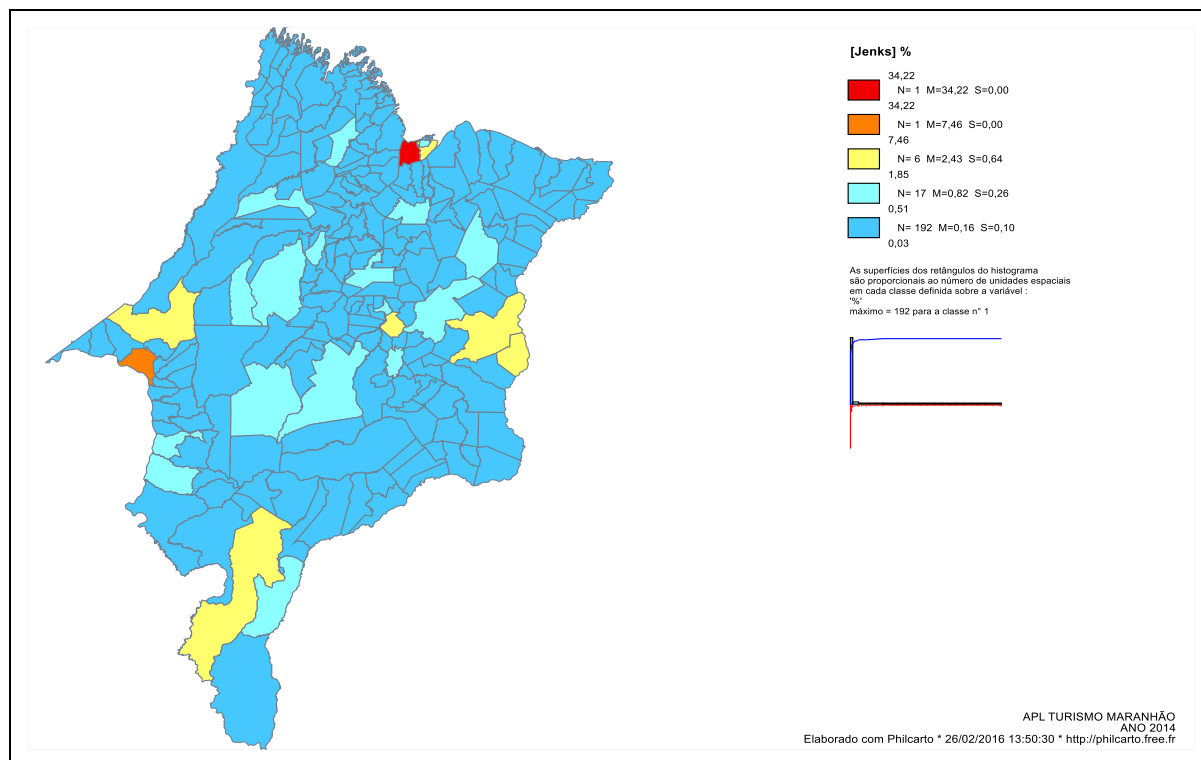 [Jenks] %
34,22
N= 1 M=34,22 S=0,00
34,22
N= 1 M=7,46 S=0,00
7,46
N= 6 M=2,43 S=0,64
1,85
N= 17 M=0,82 S=0,26
0,51
N= 192 M=0,16 S=0,10
0,03
As superfícies dos retângulos do histograma
são proporcionais ao número de unidades espaciais
em cada classe definida sobre a variável :
'%'
máximo = 192 para a classe n° 1
APL TURISMO MARANHÃO
ANO 2014
Elaborado com Philcarto * 26/02/2016 13:50:30 * http://philcarto.free.fr